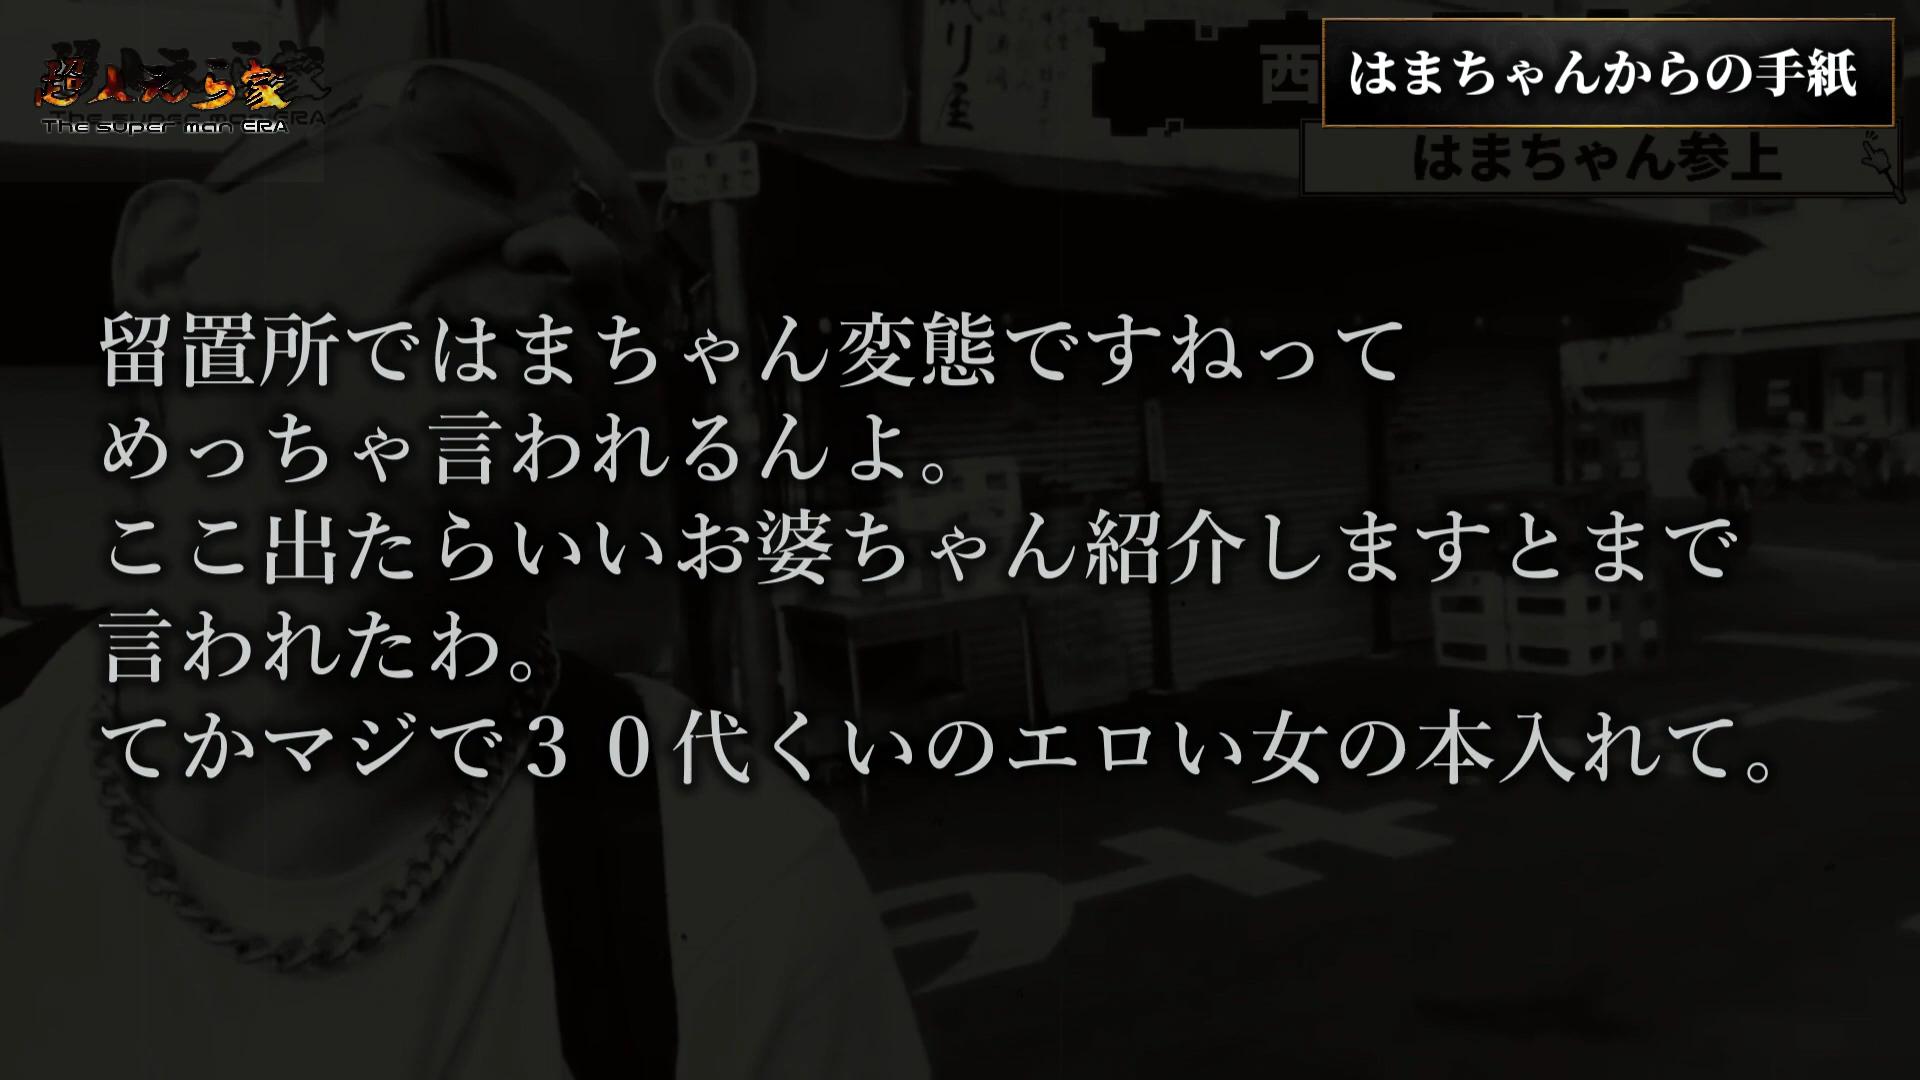 超人えら家
The super man ERA
はまちゃんからの手紙
西
はまちゃん参上
留置所ではまちゃん変態ですねって
めっちゃ言われるんよ。
ここ出たらいいお婆ちゃん紹介しますとまで
言われたわ。
てかマジで３０代くいのエロい女の本入れて。